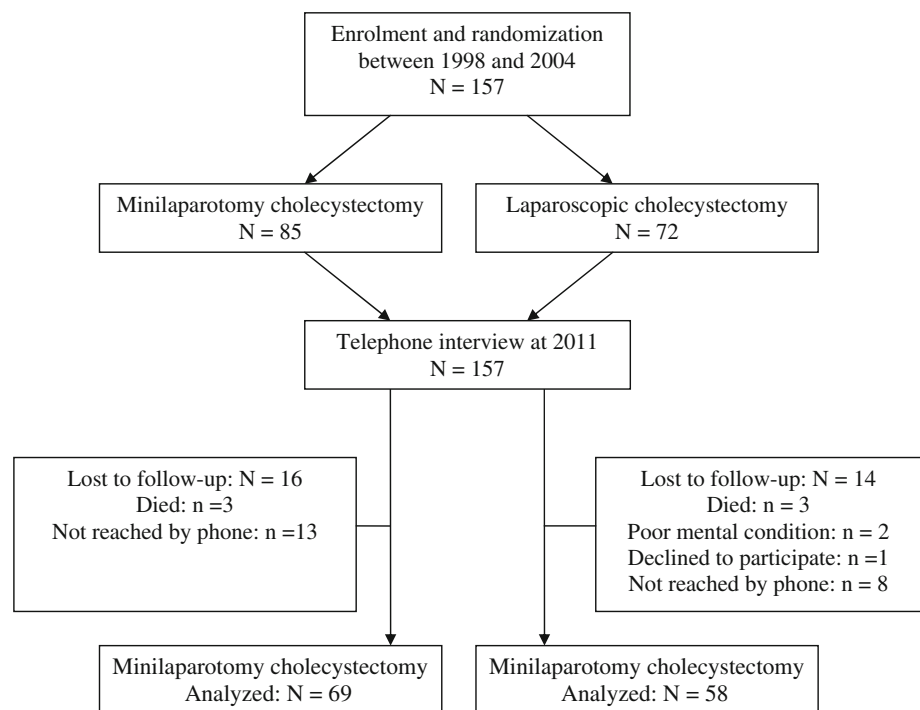 Enrolment and randomization
between 1998 and 2004
N = 157
Minilaparotomy cholecystectomy
N = 85
Laparoscopic cholecystectomy
N = 72
Telephone interview at 2011
N = 157
Lost to follow-up: N = 16
Died: n =3
Not reached by phone: n =13
Lost to follow-up: N = 14
Died: n = 3
Poor mental condition: n = 2
Declined to participate: n =1
Not reached by phone: n = 8
Minilaparotomy cholecystectomy
Analyzed: N = 69
Minilaparotomy cholecystectomy
Analyzed: N = 58